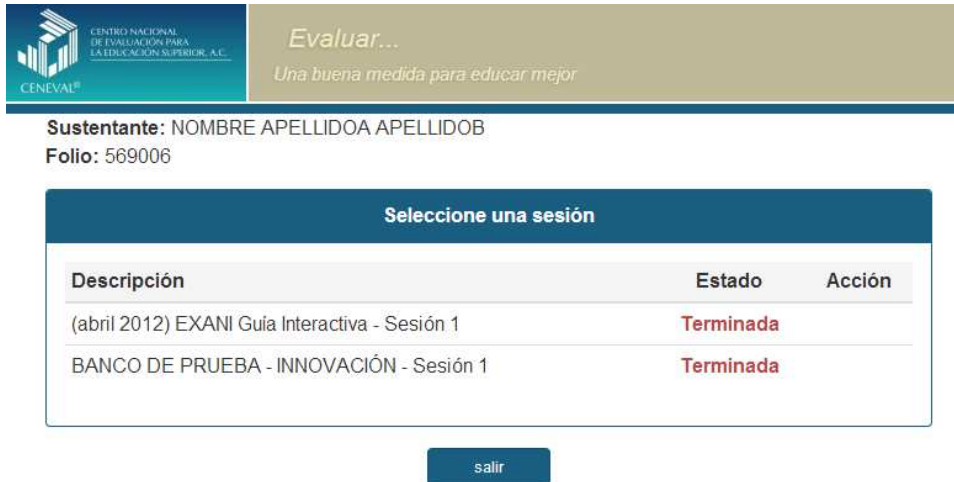 CENTRO NACIONAL
DE EVALUACIÓN PARA
LA EDUCACIÓN SUPERIOR, A.C.
CENEVAL®
Evaluar...
Una buena medida para educar mejor
Sustentante: NOMBRE APELLIDOA APELLIDOB
Folio: 569006
Seleccione una sesión
Descripción Estado Acción
(abril 2012) EXANI Guía Interactiva - Sesión 1 Terminada
BANCO DE PRUEBA - INNOVACIÓN - Sesión 1 Terminada
salir